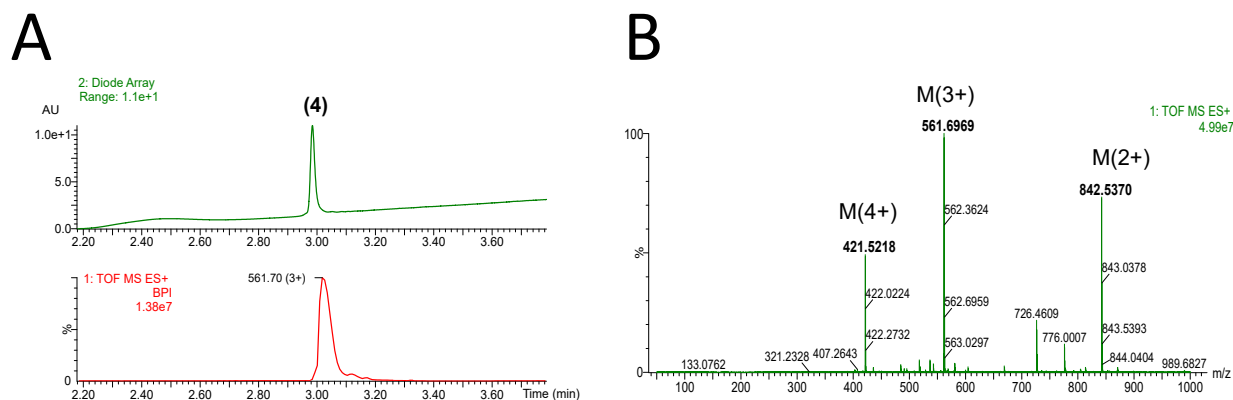 A
2: Diode Array
Range: 1.1e+1
AU
(4)
1.0e+1
5.0
0.0
2.20 2.40 2.60 2.80 3.00 3.20 3.40 3.60
1: TOF MS ES+
BPI
1.38e7
561.70 (3+)
%
0
2.20 2.40 2.60 2.80 3.00 3.20 3.40 3.60 Time (min)
B
1: TOF MS ES+
4.99e7
M(3+)
561.6969
M(2+)
842.5370
M(4+)
421.5218
100
%
0
562.3624
562.6959
563.0297
422.0224
422.2732
843.0378
843.5393
844.0404
726.4609
776.0007
133.0762
321.2328
407.2643
989.6827
100 200 300 400 500 600 700 800 900 1000 m/z